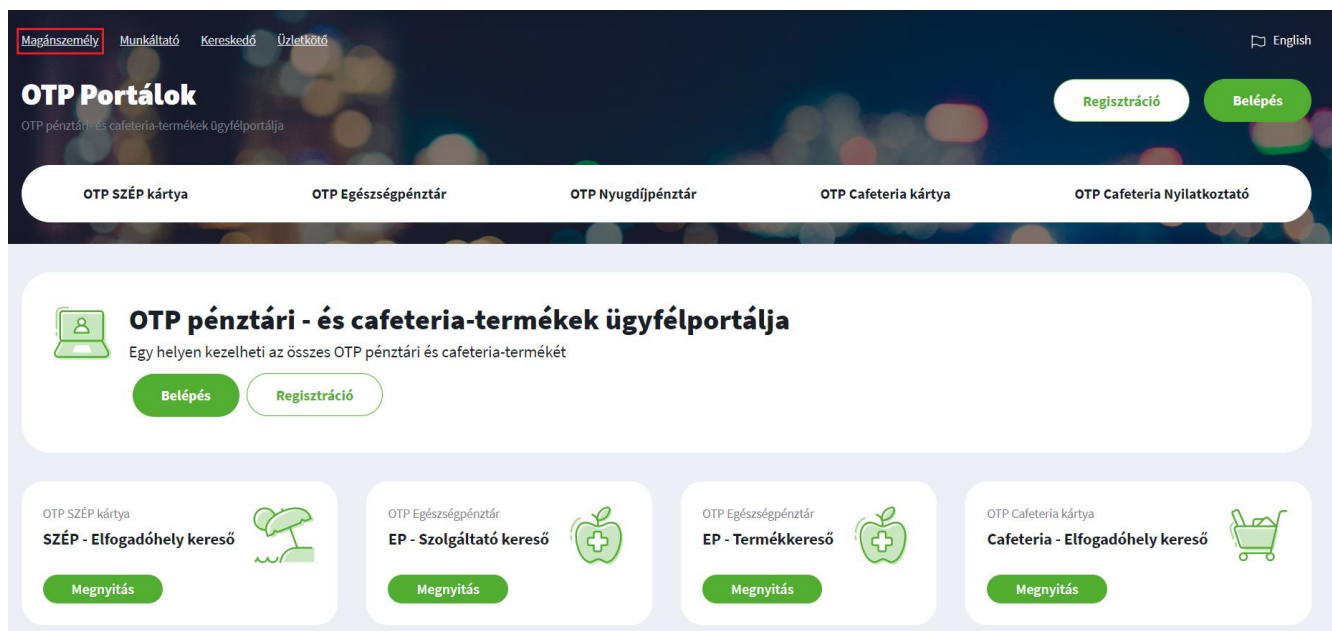 Magánszemély Munkáltató Kereskedő Üzletkötő English
OTP Portálok
OTP pénztári- és cafeteria-termékek ügyfélportálja
Regisztráció Belépés
OTP SZÉP kártya OTP Egészségpénztár OTP Nyugdíjpénztár OTP Cafeteria kártya OTP Cafeteria Nyilatkoztató
OTP pénztári - és cafeteria-termékek ügyfélportálja
Egy helyen kezelheti az összes OTP pénztári és cafeteria-termékét
Belépés Regisztráció
OTP SZÉP kártya
SZÉP - Elfogadóhely kereső
Megnyitás
OTP Egészségpénztár
EP - Szolgáltató kereső
Megnyitás
OTP Egészségpénztár
EP - Termékkereső
Megnyitás
OTP Cafeteria kártya
Cafeteria - Elfogadóhely kereső
Megnyitás